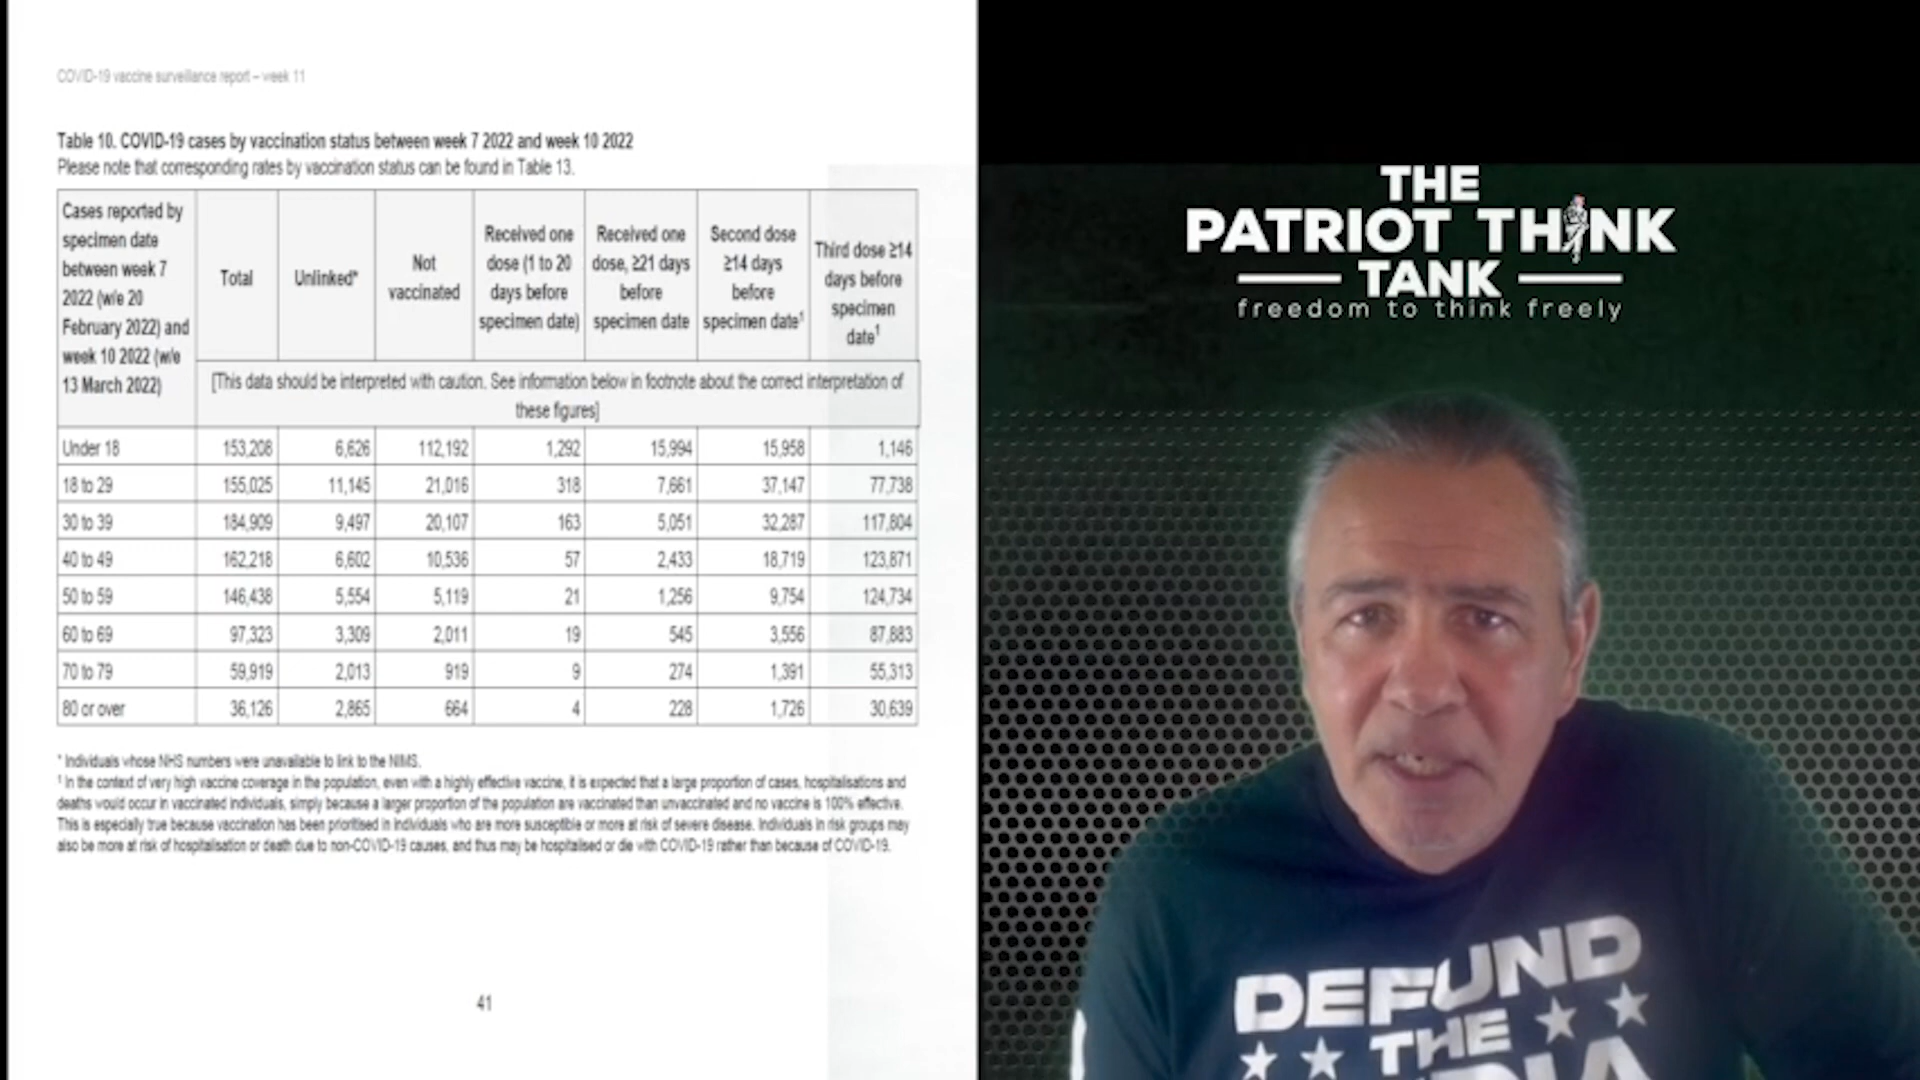 COVID-19 vaccine surveillance report – week 11
Table 10. COVID-19 cases by vaccination status between week 7 2022 and week 10 2022
Please note that corresponding rates by vaccination status can be found in Table 13.
Cases reported by specimen date between week 7 2022 (w/e 20 February 2022) and week 10 2022 (w/e 13 March 2022)
Total
Unlinked*
Not vaccinated
Received one dose (1 to 20 days before specimen date)
Received one dose, ≥21 days before specimen date
Second dose ≥14 days before specimen date¹
Third dose ≥14 days before specimen date¹
[This data should be interpreted with caution. See information below in footnote about the correct interpretation of
these figures]
Under 18 153,208 6,626 112,192 1,292 15,994 15,958 1,146
18 to 29 155,025 11,145 21,016 318 7,661 37,147 77,738
30 to 39 184,909 9,497 20,107 163 5,051 32,287 117,804
40 to 49 162,218 6,602 10,536 57 2,433 18,719 123,871
50 to 59 146,438 5,554 5,119 21 1,256 9,754 124,734
60 to 69 97,323 3,309 2,011 19 545 3,556 87,883
70 to 79 59,919 2,013 919 9 274 1,391 55,313
80 or over 36,126 2,865 664 4 228 1,726 30,639
* Individuals whose NHS numbers were unavailable to link to the NIMS.
¹ In the context of very high vaccine coverage in the population, even with a highly effective vaccine, it is expected that a large proportion of cases, hospitalisations and
deaths would occur in vaccinated individuals, simply because a larger proportion of the population are vaccinated than unvaccinated and no vaccine is 100% effective.
This is especially true because vaccination has been prioritised in individuals who are more susceptible or more at risk of severe disease. Individuals in risk groups may
also be more at risk of hospitalisation or death due to non-COVID-19 causes, and thus may be hospitalised or die with COVID-19 rather than because of COVID-19.
41
THE
PATRIOT THINK
TANK
freedom to think freely
DEFUND
THE